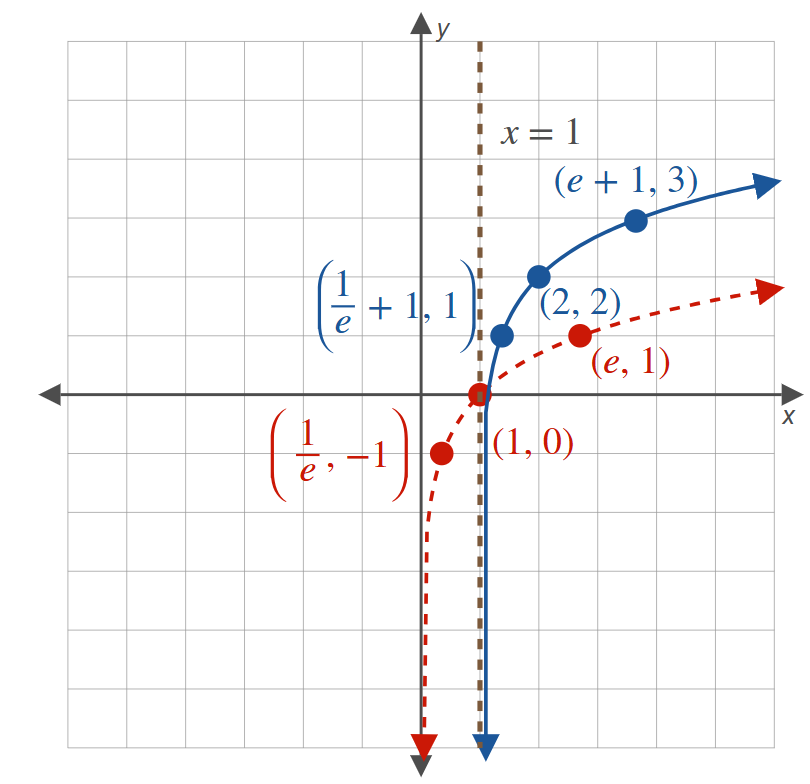 y
x = 1
(e + 1, 3)
(1/e + 1, 1)
(2, 2)
(e, 1)
x
(1/e, −1)
(1, 0)